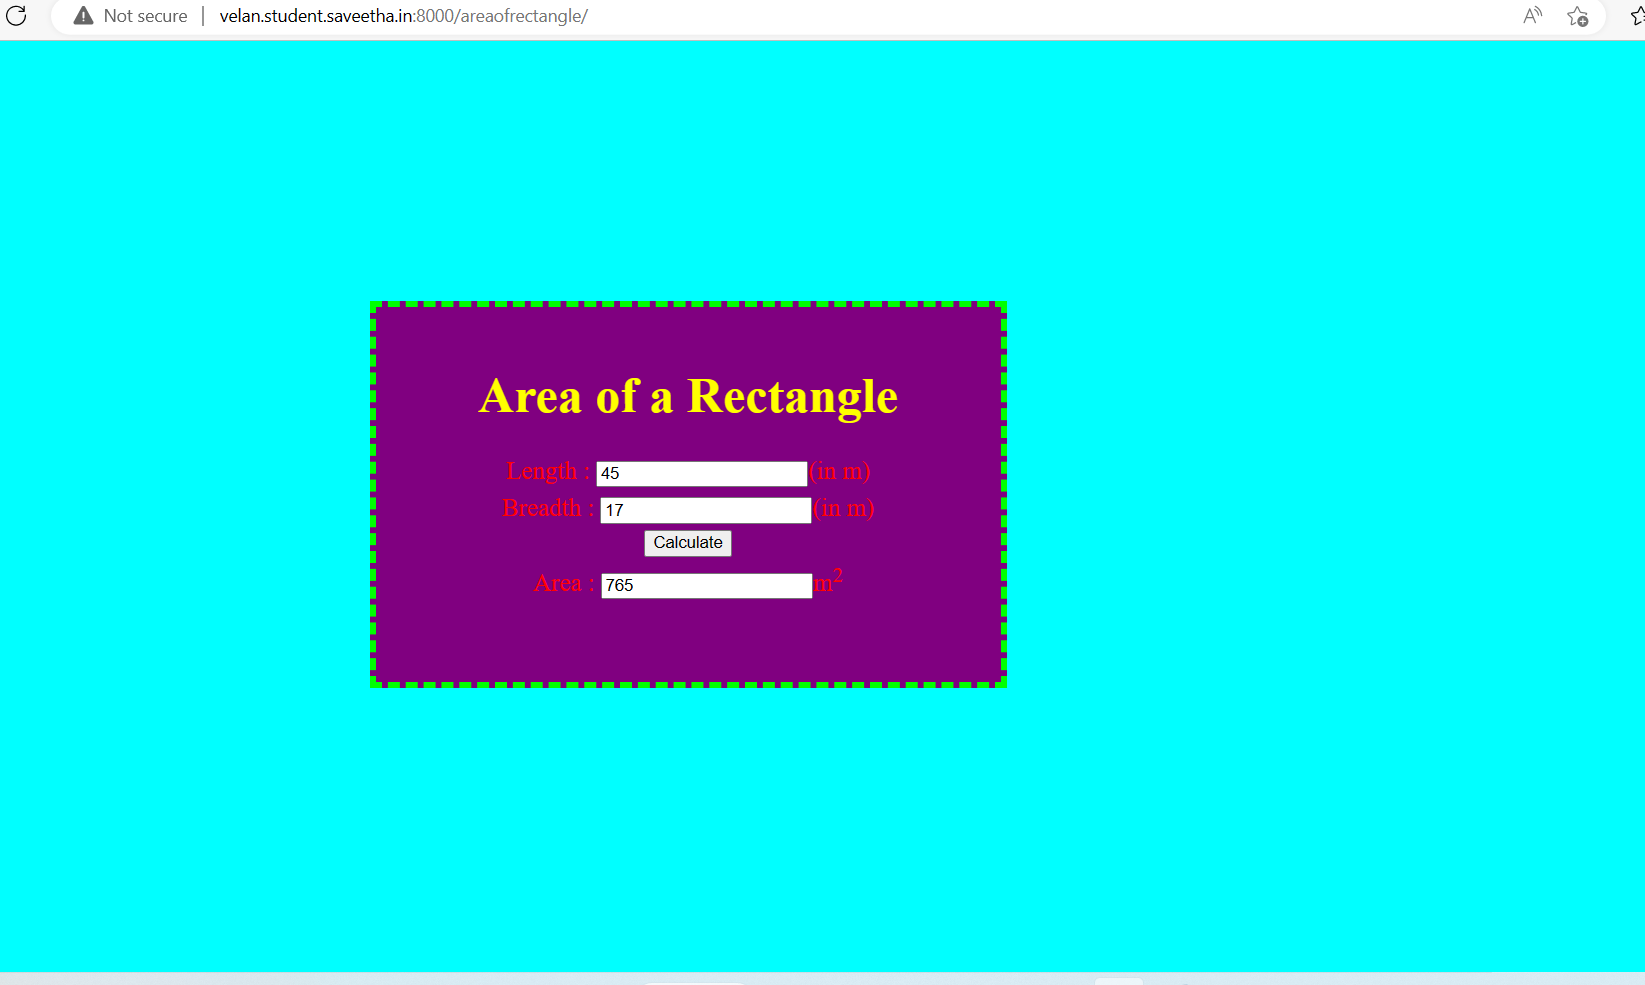 Not secure | velan.student.saveetha.in:8000/areaofrectangle/
Area of a Rectangle
Length : 45 (in m)
Breadth : 17 (in m)
Calculate
Area : 765 m²